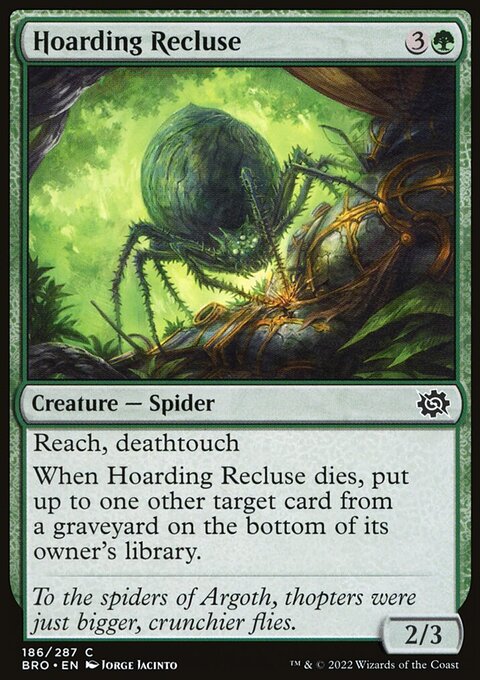 Hoarding Recluse 3
Creature — Spider
Reach, deathtouch
When Hoarding Recluse dies, put
up to one other target card from
a graveyard on the bottom of its
owner's library.
To the spiders of Argoth, thopters were
just bigger, crunchier flies.
2/3
186/287 C
BRO • EN Jorge Jacinto
™ & © 2022 Wizards of the Coast